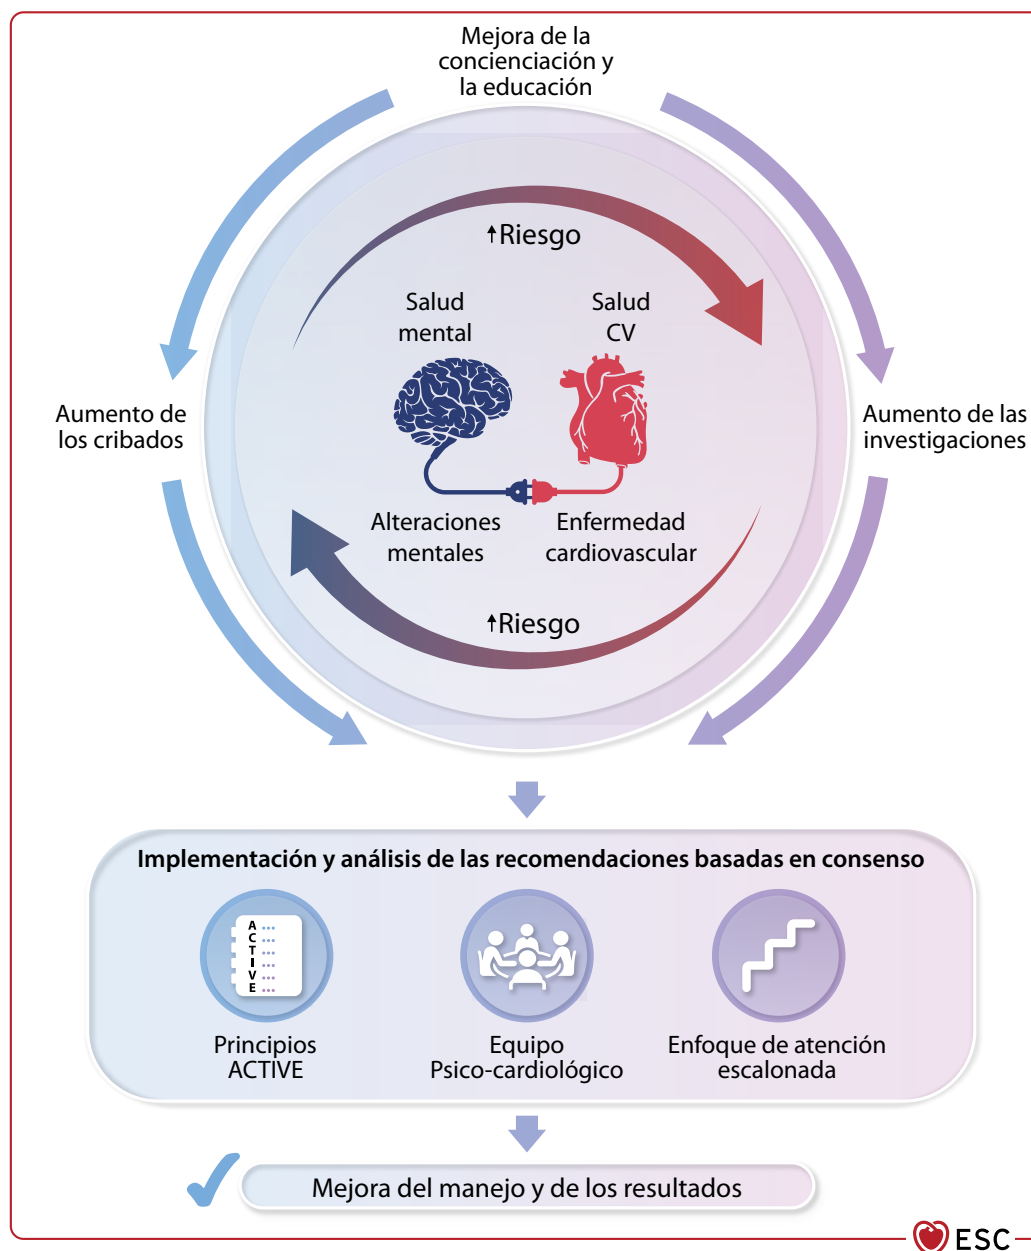 Mejora de la
concienciación y
la educación
↑Riesgo
Salud
mental
Salud
CV
Aumento de
los cribados
Aumento de las
investigaciones
Alteraciones
mentales
Enfermedad
cardiovascular
↑Riesgo
Implementación y análisis de las recomendaciones basadas en consenso
A
C
T
I
V
E
Principios
ACTIVE
Equipo
Psico-cardiológico
Enfoque de atención
escalonada
Mejora del manejo y de los resultados
ESC